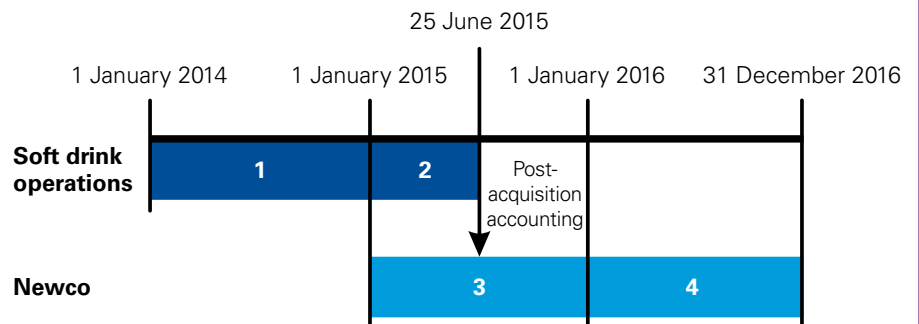 25 June 2015
1 January 2014
1 January 2015
1 January 2016
31 December 2016
Soft drink
operations
1
2
Post-
acquisition
accounting
Newco
3
4